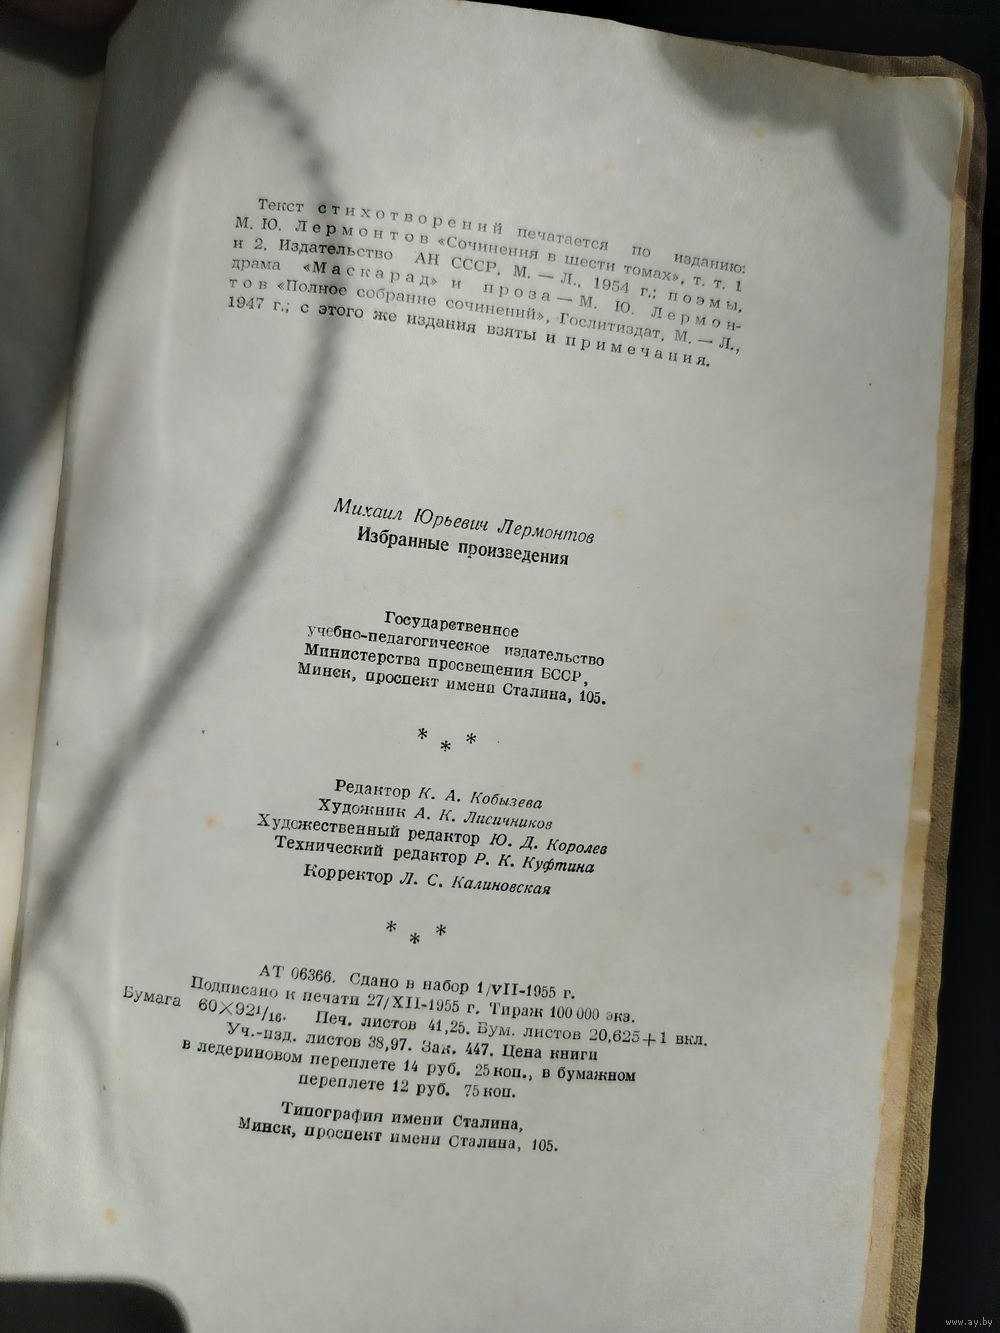 Текст стихотворений печатается по изданию:
М. Ю. Лермонтов «Сочинения в шести томах», т. т. 1
и 2, Издательство АН СССР, М. — Л., 1954 г.; поэмы,
драма «Маскарад» и проза — М. Ю. Лермон-
тов «Полное собрание сочинений», Гослитиздат, М. — Л.,
1947 г.; с этого же издания взяты и примечания.
Михаил Юрьевич Лермонтов
Избранные произведения
Государственное
учебно-педагогическое издательство
Министерства просвещения БССР,
Минск, проспект имени Сталина, 105.
* * *
Редактор К. А. Кобызева
Художник А. К. Лисичников
Художественный редактор Ю. Д. Королев
Технический редактор Р. К. Куфтина
Корректор Л. С. Калиновская
* * *
АТ 06366. Сдано в набор 1/VII-1955 г.
Подписано к печати 27/XII-1955 г. Тираж 100 000 экз.
Бумага 60×92 1/16. Печ. листов 41,25. Бум. листов 20,625+1 вкл.
Уч.-изд. листов 38,97. Зак. 447. Цена книги
в ледериновом переплете 14 руб. 25 коп., в бумажном
переплете 12 руб. 75 коп.
Типография имени Сталина,
Минск, проспект имени Сталина, 105.
www.ay.by